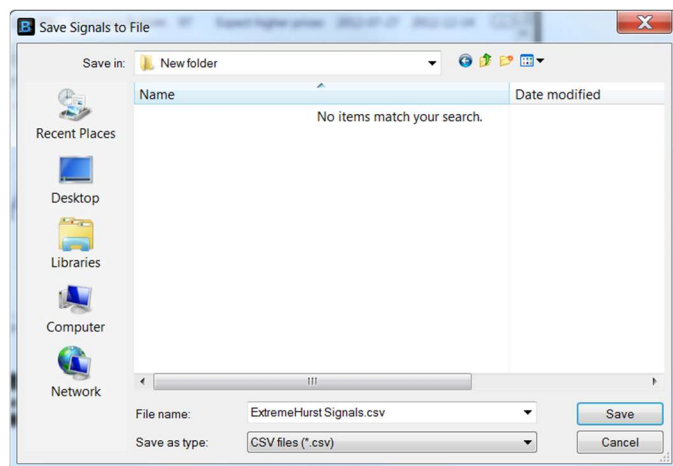 Save Signals to File
Save in: New folder
Name Date modified
No items match your search.
Recent Places
Desktop
Libraries
Computer
Network
File name: ExtremeHurst Signals.csv Save
Save as type: CSV files (*.csv) Cancel